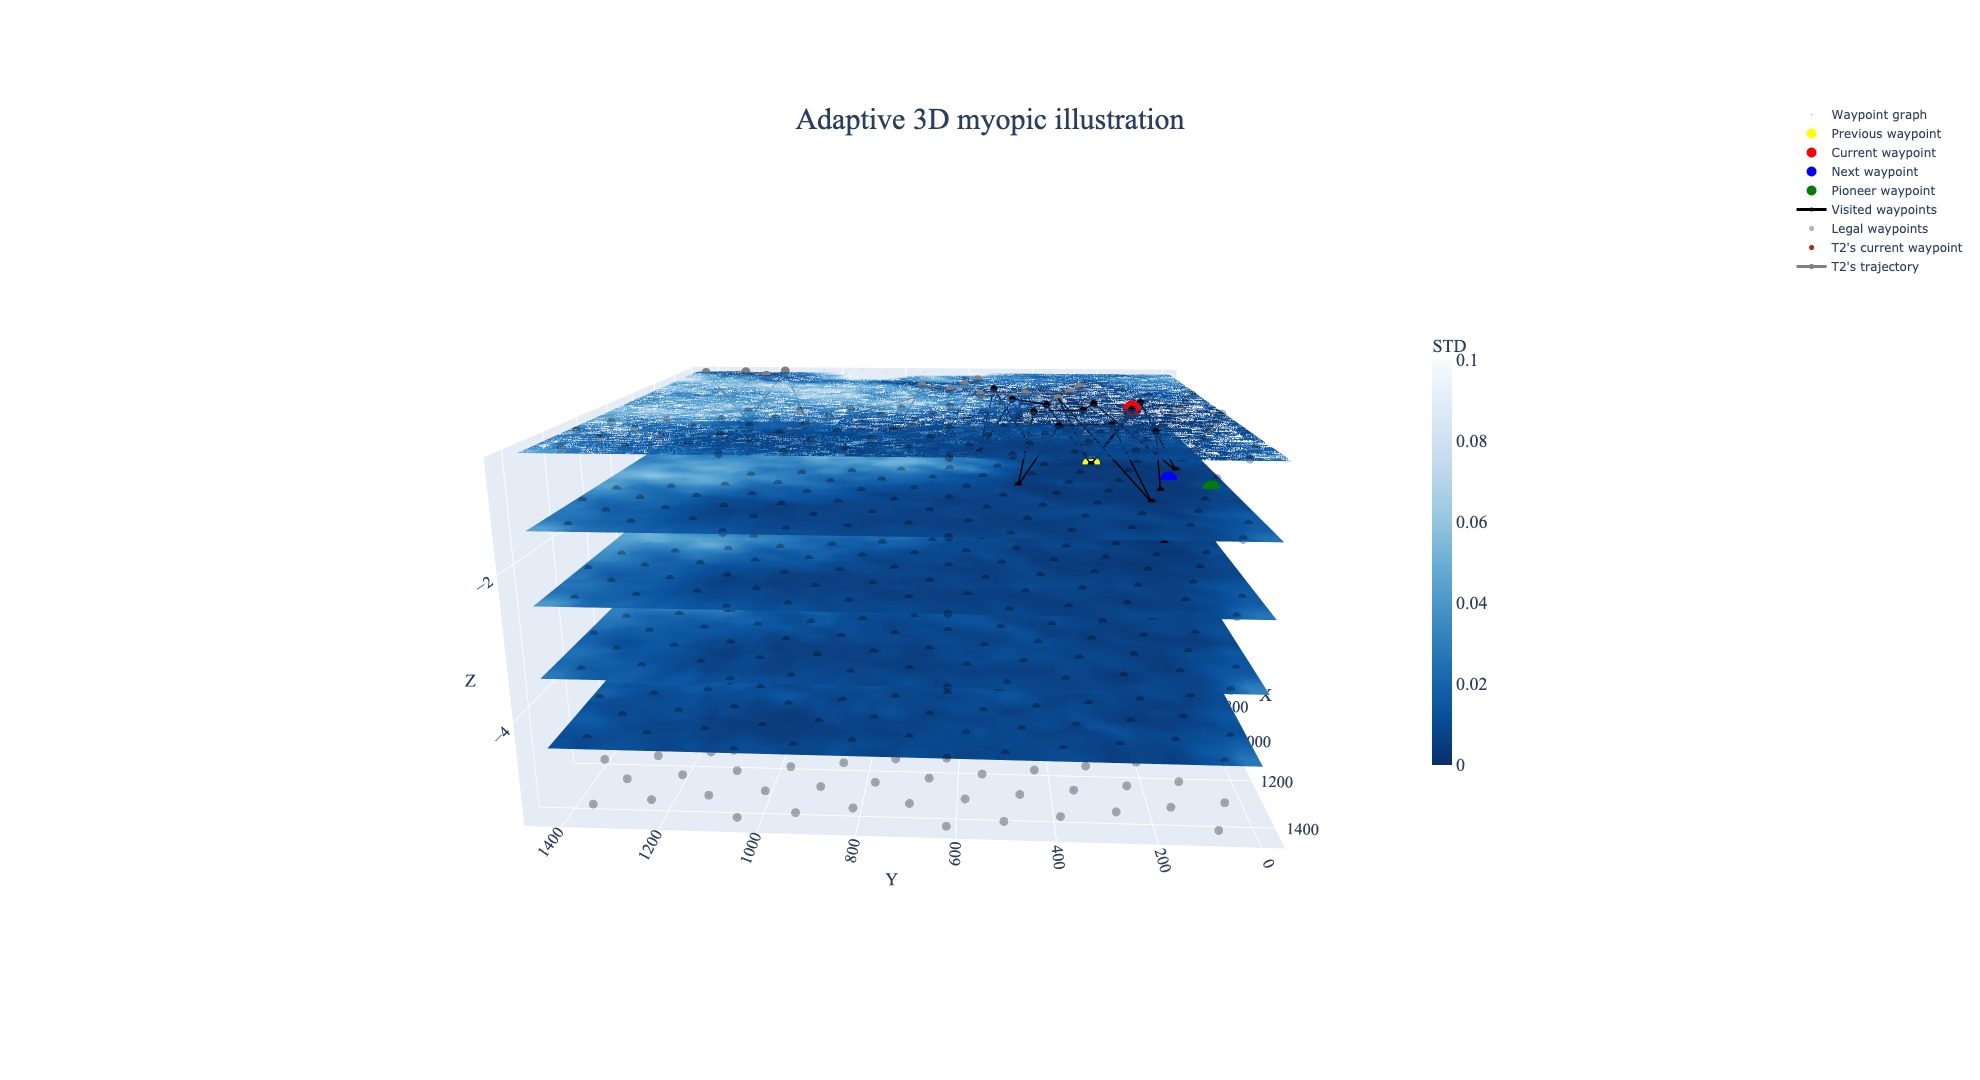 Adaptive 3D myopic illustration
Waypoint graph
Previous waypoint
Current waypoint
Next waypoint
Pioneer waypoint
Visited waypoints
Legal waypoints
T2's current waypoint
T2's trajectory
STD
0.1
0.08
0.06
0.04
0.02
0
−2
−4
Z
X
1200
1400
1400
1200
1000
800
600
400
200
0
Y